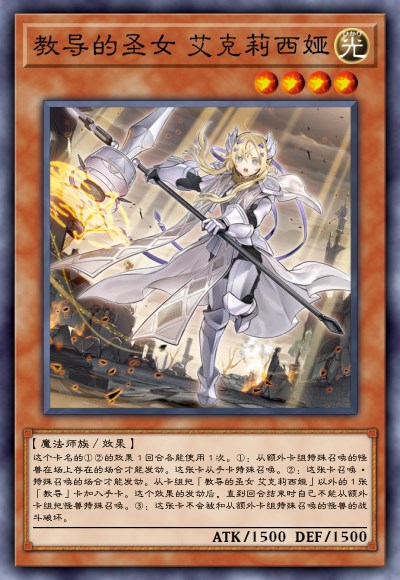 教导的圣女 艾克莉西娅
光
【魔法师族／效果】
这个卡名的①②的效果1回合各能使用1次。①：从额外卡组特殊召唤的怪
兽在场上存在的场合才能发动。这张卡从手卡特殊召唤。②：这张卡召唤·
特殊召唤的场合才能发动。从卡组把「教导的圣女 艾克莉西娅」以外的1张
「教导」卡加入手卡。这个效果的发动后，直到回合结束时自己不能从额外
卡组把怪兽特殊召唤。③：这张卡不会被和从额外卡组特殊召唤的怪兽的战
斗破坏。
ATK/1500 DEF/1500